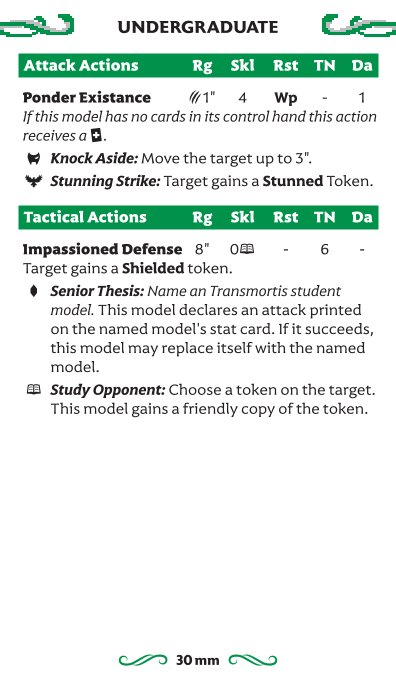 UNDERGRADUATE
Attack Actions Rg Skl Rst TN Da
Ponder Existance 1" 4 Wp - 1
If this model has no cards in its control hand this action
receives a .
Knock Aside: Move the target up to 3".
Stunning Strike: Target gains a Stunned Token.
Tactical Actions Rg Skl Rst TN Da
Impassioned Defense 8" 0 - 6 -
Target gains a Shielded token.
Senior Thesis: Name an Transmortis student
model. This model declares an attack printed
on the named model's stat card. If it succeeds,
this model may replace itself with the named
model.
Study Opponent: Choose a token on the target.
This model gains a friendly copy of the token.
30 mm